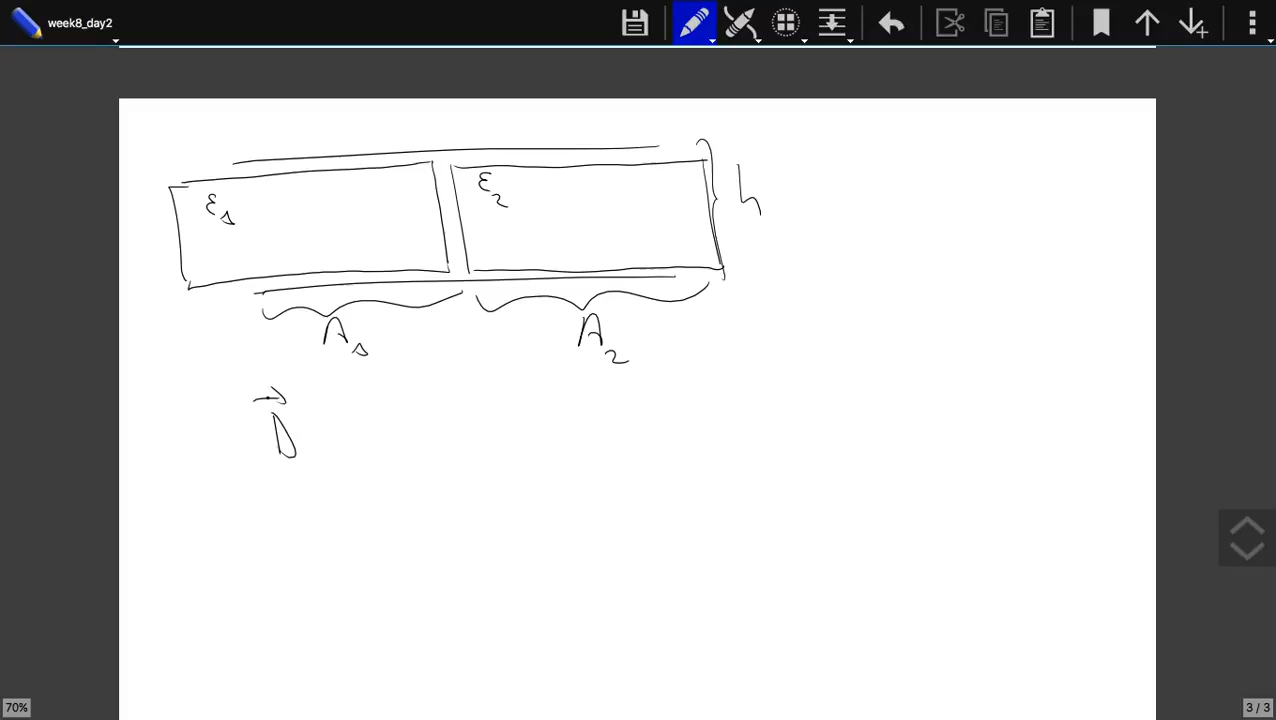 week8_day2
ε₁ ε₂ h
A₁ A₂
D⃗
70% 3 / 3